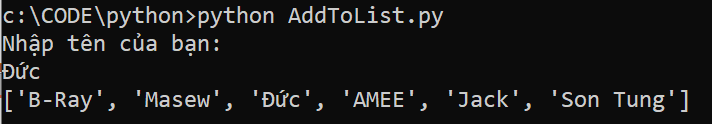 c:\CODE\python>python AddToList.py
Nhập tên của bạn:
Đức
['B-Ray', 'Masew', 'Đức', 'AMEE', 'Jack', 'Son Tung']